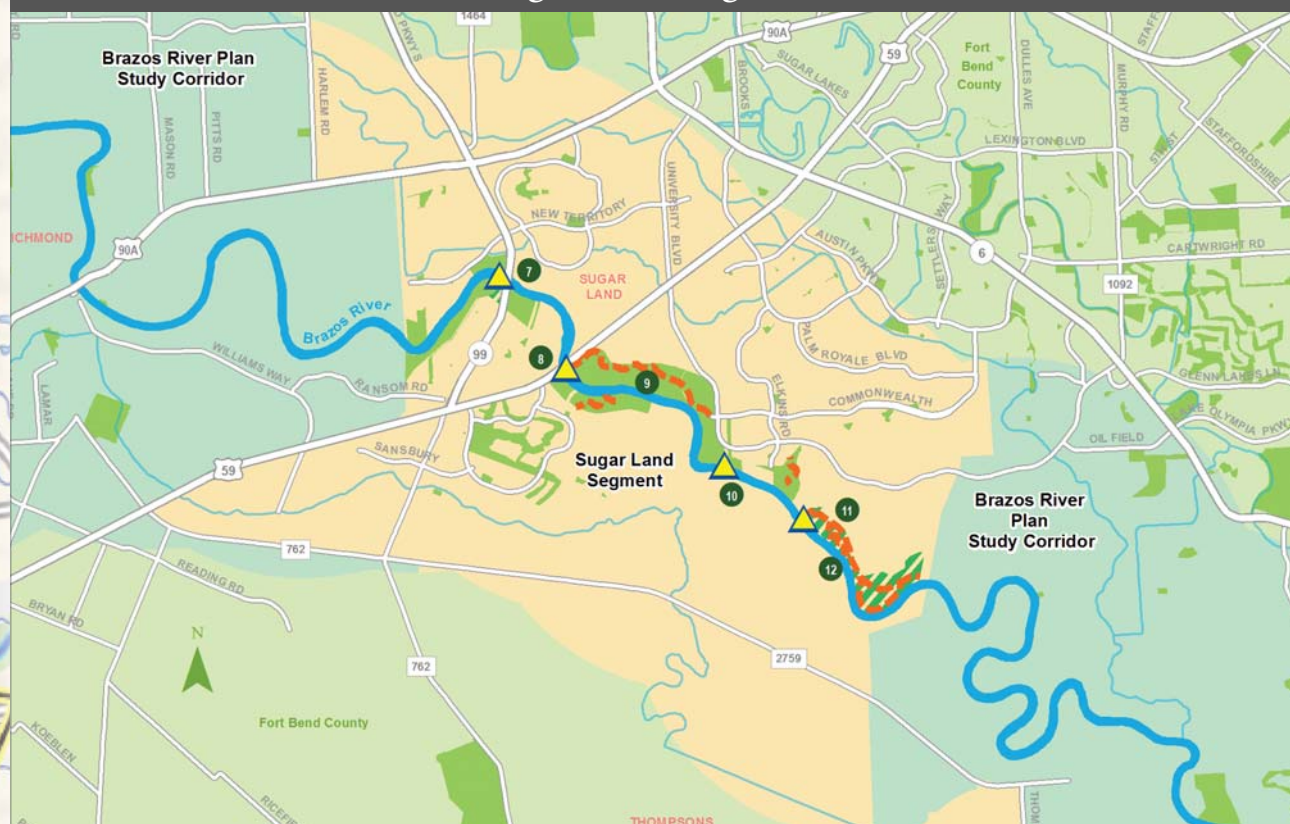 1464
90A
Brazos River Plan
Study Corridor
HARLEM RD
MASON RD
PITTS RD
PKWY S
59
BROOKS
SUGAR LAKES
Fort
Bend
County
DULLES AVE
MURPHY RD
STAFFORDSHIRE
LEXINGTON BLVD
UNIVERSITY BLVD
NEW TERRITORY
SETTLERS WAY
AUSTIN PKWY
6
CARTWRIGHT RD
1092
90A
7
SUGAR
LAND
Brazos River
99
8
9
WILLIAMS WAY
RANSOM RD
LAMAR
PALM ROYALE BLVD
ELKINS RD
COMMONWEALTH
GLENN LAKES LN
OLYMPIA PKWY
OIL FIELD
SANSBURY
59
Sugar Land
Segment
10
11
12
Brazos River
Plan
Study Corridor
762
READING RD
BRYAN RD
N
762
2759
Fort Bend County
KOEBLEN
THOMPSONS